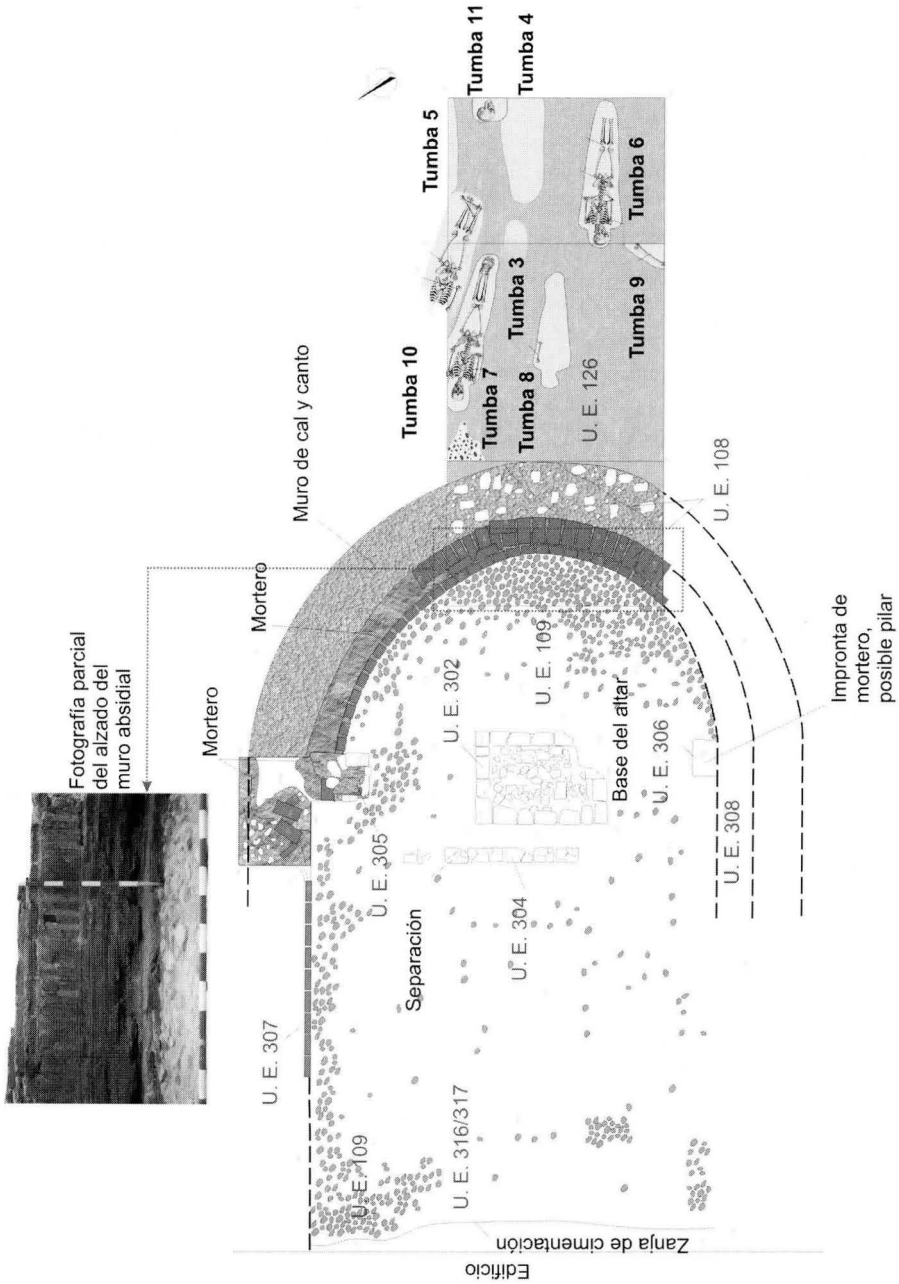 Fotografía parcial
del alzado del
muro absidial
Mortero
Mortero
Muro de cal y canto
Tumba 10
Tumba 5
Tumba 11
Tumba 4
Tumba 7
Tumba 3
Tumba 8
Tumba 6
Tumba 9
U. E. 126
U. E. 108
U. E. 307
U. E. 305
U. E. 302
U. E. 109
Separación
U. E. 304
Base del altar
U. E. 306
U. E. 308
Impronta de
mortero,
posible pilar
U. E. 109
U. E. 316/317
Zanja de cimentación
Edificio